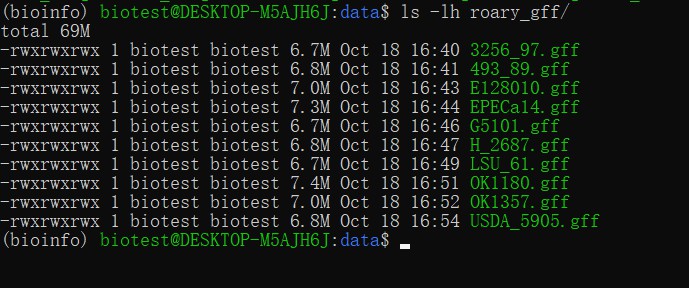 (bioinfo) biotest@DESKTOP-M5AJH6J:data$ ls -lh roary_gff/
total 69M
-rwxrwxrwx 1 biotest biotest 6.7M Oct 18 16:40 3256_97.gff
-rwxrwxrwx 1 biotest biotest 6.8M Oct 18 16:41 493_89.gff
-rwxrwxrwx 1 biotest biotest 7.0M Oct 18 16:43 E128010.gff
-rwxrwxrwx 1 biotest biotest 7.3M Oct 18 16:44 EPECa14.gff
-rwxrwxrwx 1 biotest biotest 6.7M Oct 18 16:46 G5101.gff
-rwxrwxrwx 1 biotest biotest 6.8M Oct 18 16:47 H_2687.gff
-rwxrwxrwx 1 biotest biotest 6.7M Oct 18 16:49 LSU_61.gff
-rwxrwxrwx 1 biotest biotest 7.4M Oct 18 16:51 OK1180.gff
-rwxrwxrwx 1 biotest biotest 7.0M Oct 18 16:52 OK1357.gff
-rwxrwxrwx 1 biotest biotest 6.8M Oct 18 16:54 USDA_5905.gff
(bioinfo) biotest@DESKTOP-M5AJH6J:data$